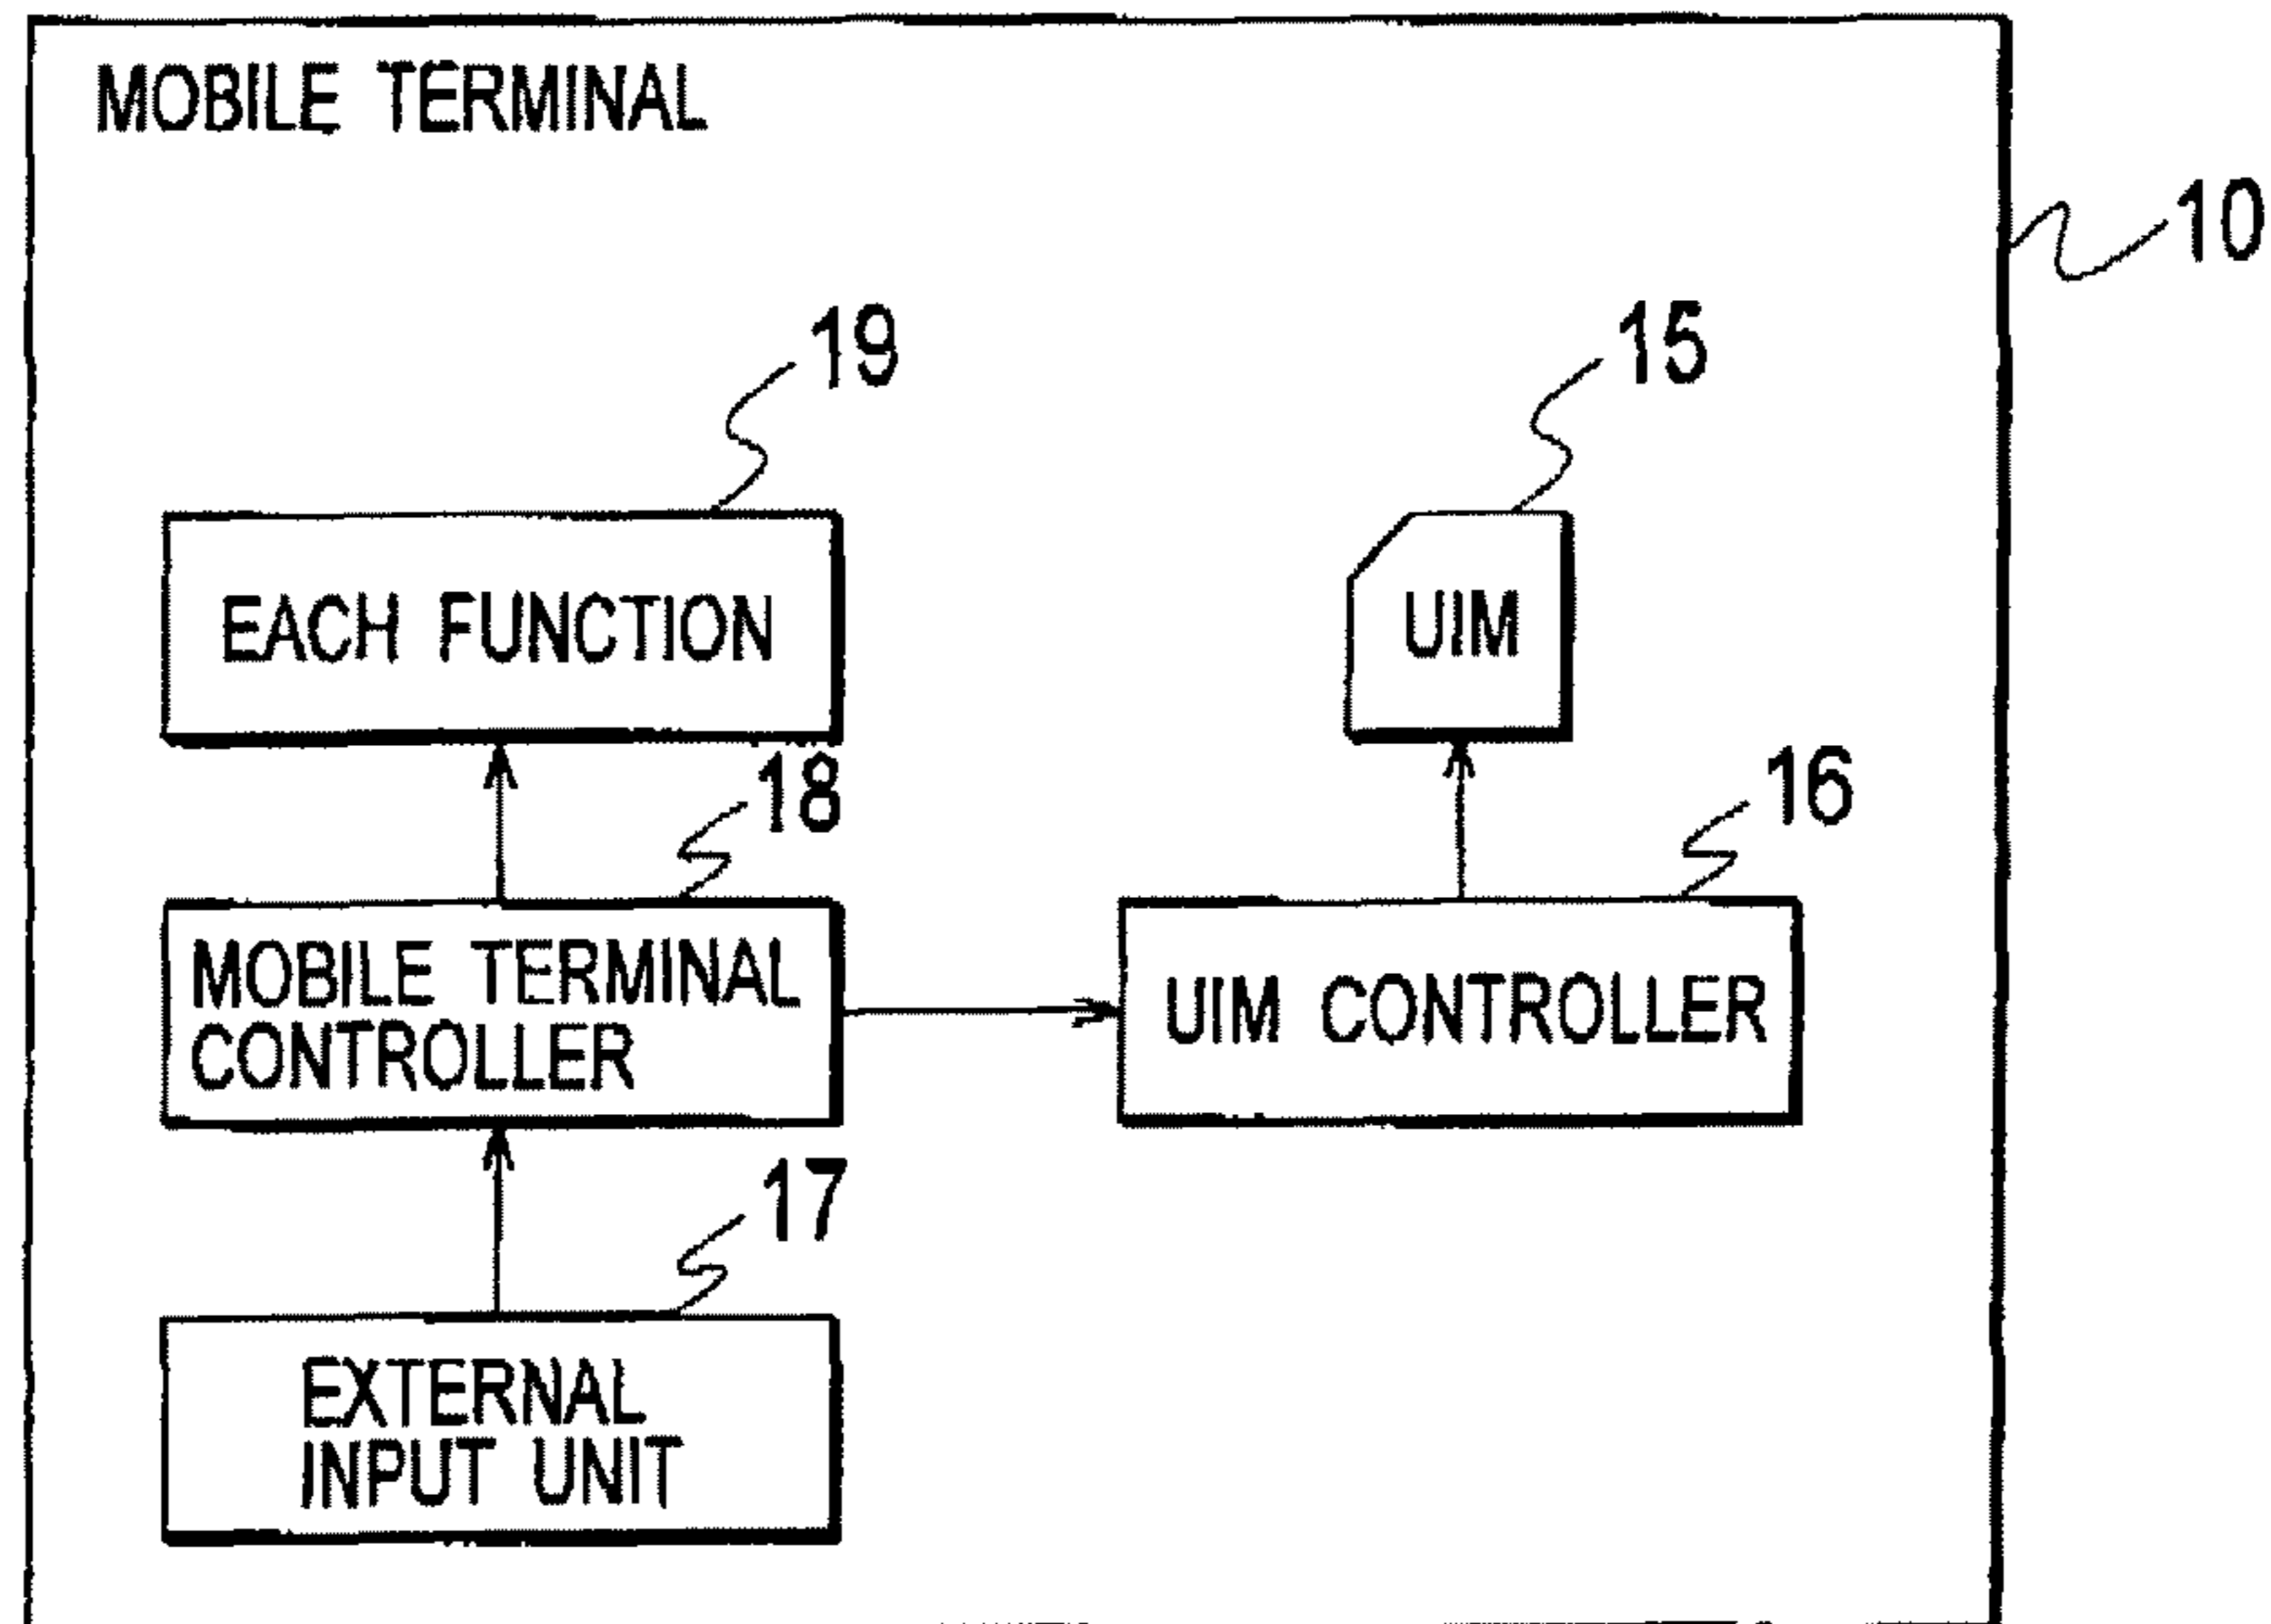 MOBILE TERMINAL
10
19
15
EACH FUNCTION
UIM
18
16
MOBILE TERMINAL
CONTROLLER
UIM CONTROLLER
17
EXTERNAL
INPUT UNIT